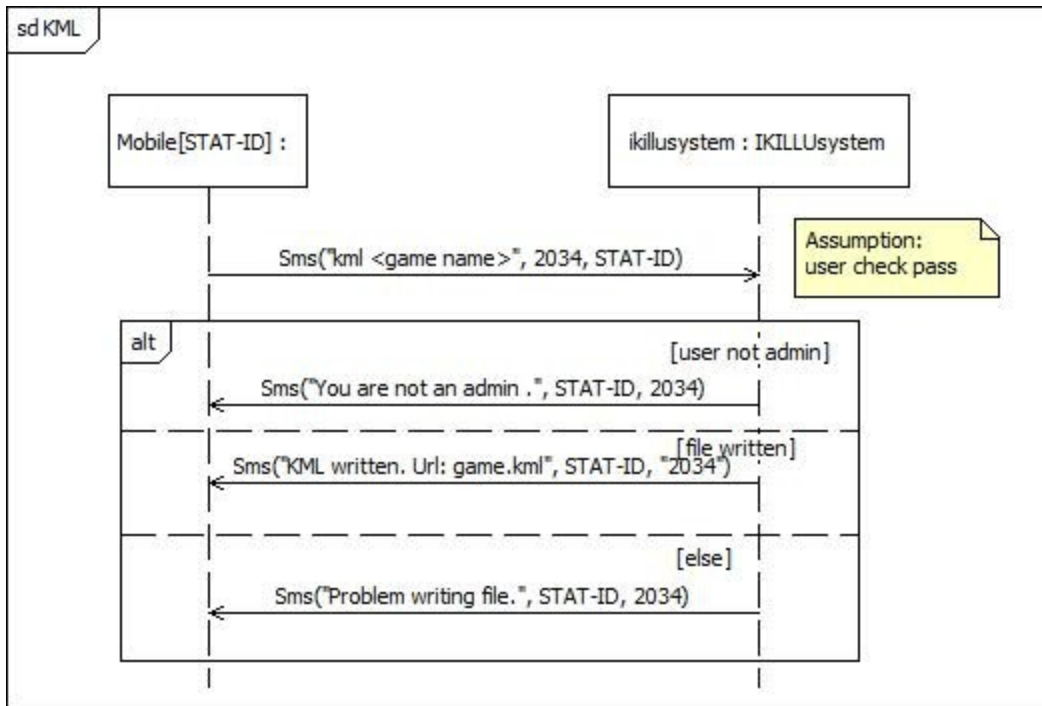 sd KML
Mobile[STAT-ID] :
ikillusystem : IKILLUsystem
Sms("kml <game name>", 2034, STAT-ID)
Assumption:
user check pass
alt
[user not admin]
Sms("You are not an admin .", STAT-ID, 2034)
[file written]
Sms("KML written. Url: game.kml", STAT-ID, "2034")
[else]
Sms("Problem writing file.", STAT-ID, 2034)